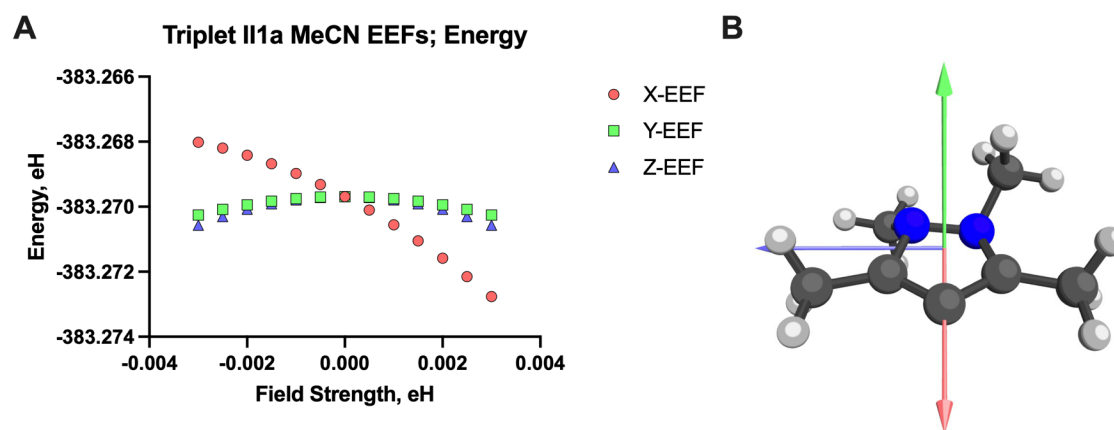 A
Triplet II1a MeCN EEFs; Energy
-383.266
-383.268
-383.270
-383.272
-383.274
Energy, eH
-0.004
-0.002
0.000
0.002
0.004
Field Strength, eH
X-EEF
Y-EEF
Z-EEF
B